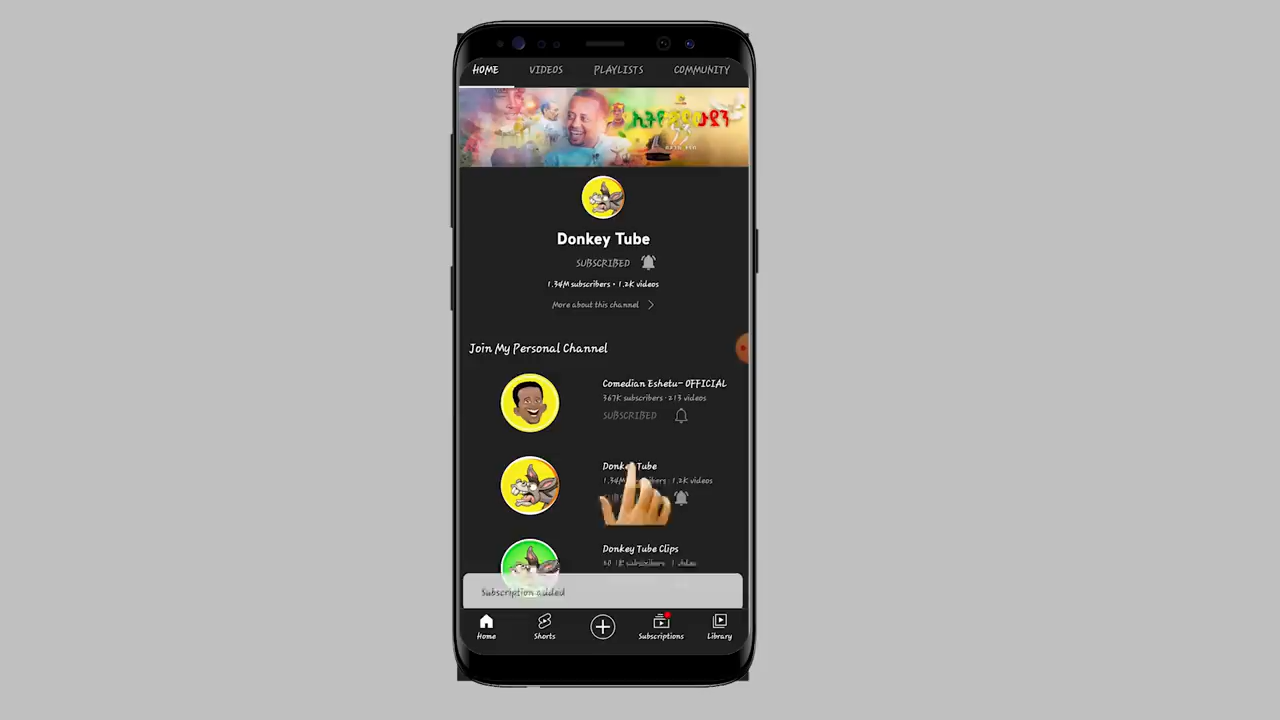 HOME VIDEOS PLAYLISTS COMMUNITY
Donkey Tube
SUBSCRIBED
1.34M subscribers • 1.2K videos
More about this channel
Join My Personal Channel
Comedian Eshetu- OFFICIAL
367K subscribers · 213 videos
SUBSCRIBED
Donkey Tube
1.2K videos
Donkey Tube Clips
Subscription added
Home Shorts Subscriptions Library